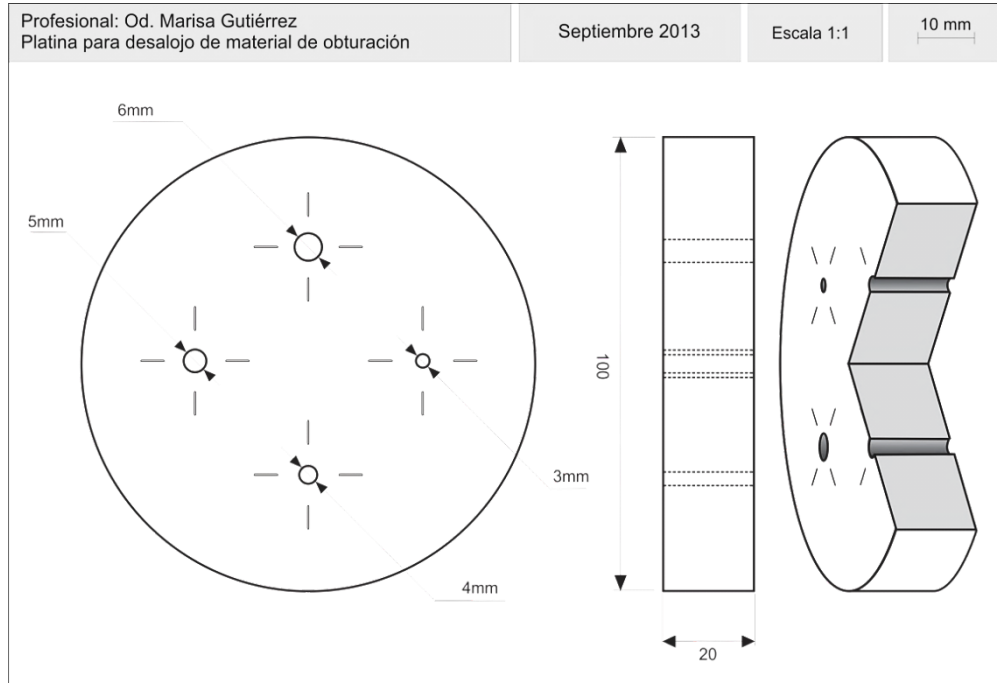 Profesional: Od. Marisa Gutiérrez
Platina para desalojo de material de obturación
Septiembre 2013
Escala 1:1
10 mm
6mm
5mm
3mm
4mm
100
20